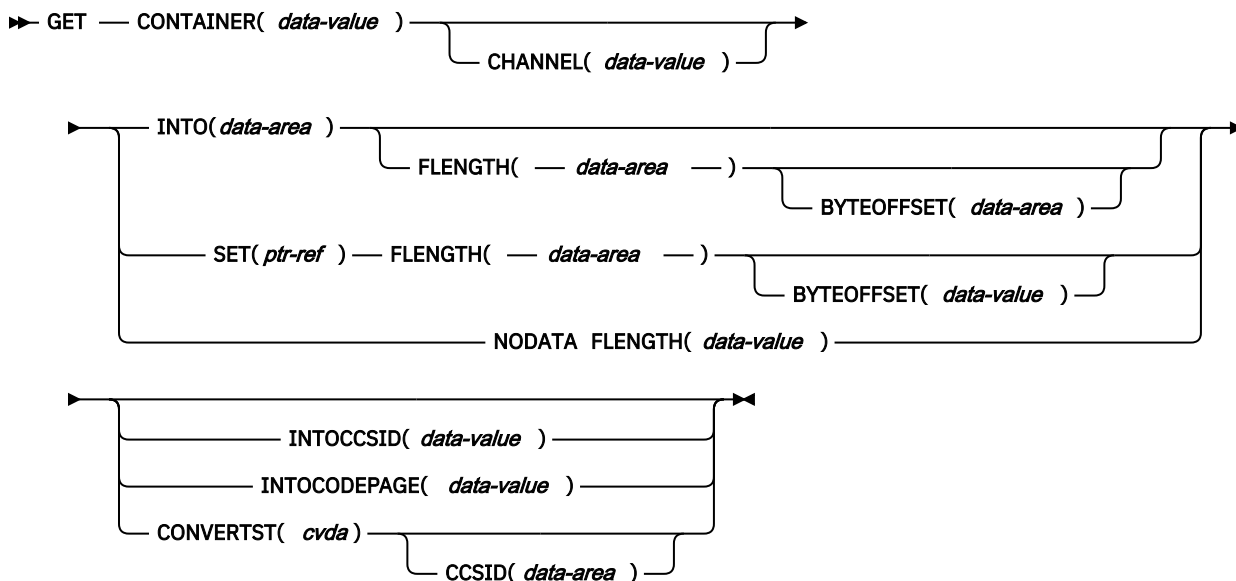 GET — CONTAINER( data-value )
CHANNEL( data-value )
INTO( data-area )
FLENGTH( — data-area — )
BYTEOFFSET( data-area )
SET( ptr-ref ) — FLENGTH( — data-area — )
BYTEOFFSET( data-value )
NODATA FLENGTH( data-value )
INTOCCSID( data-value )
INTOCODEPAGE( data-value )
CONVERTST( cvda )
CCSID( data-area )